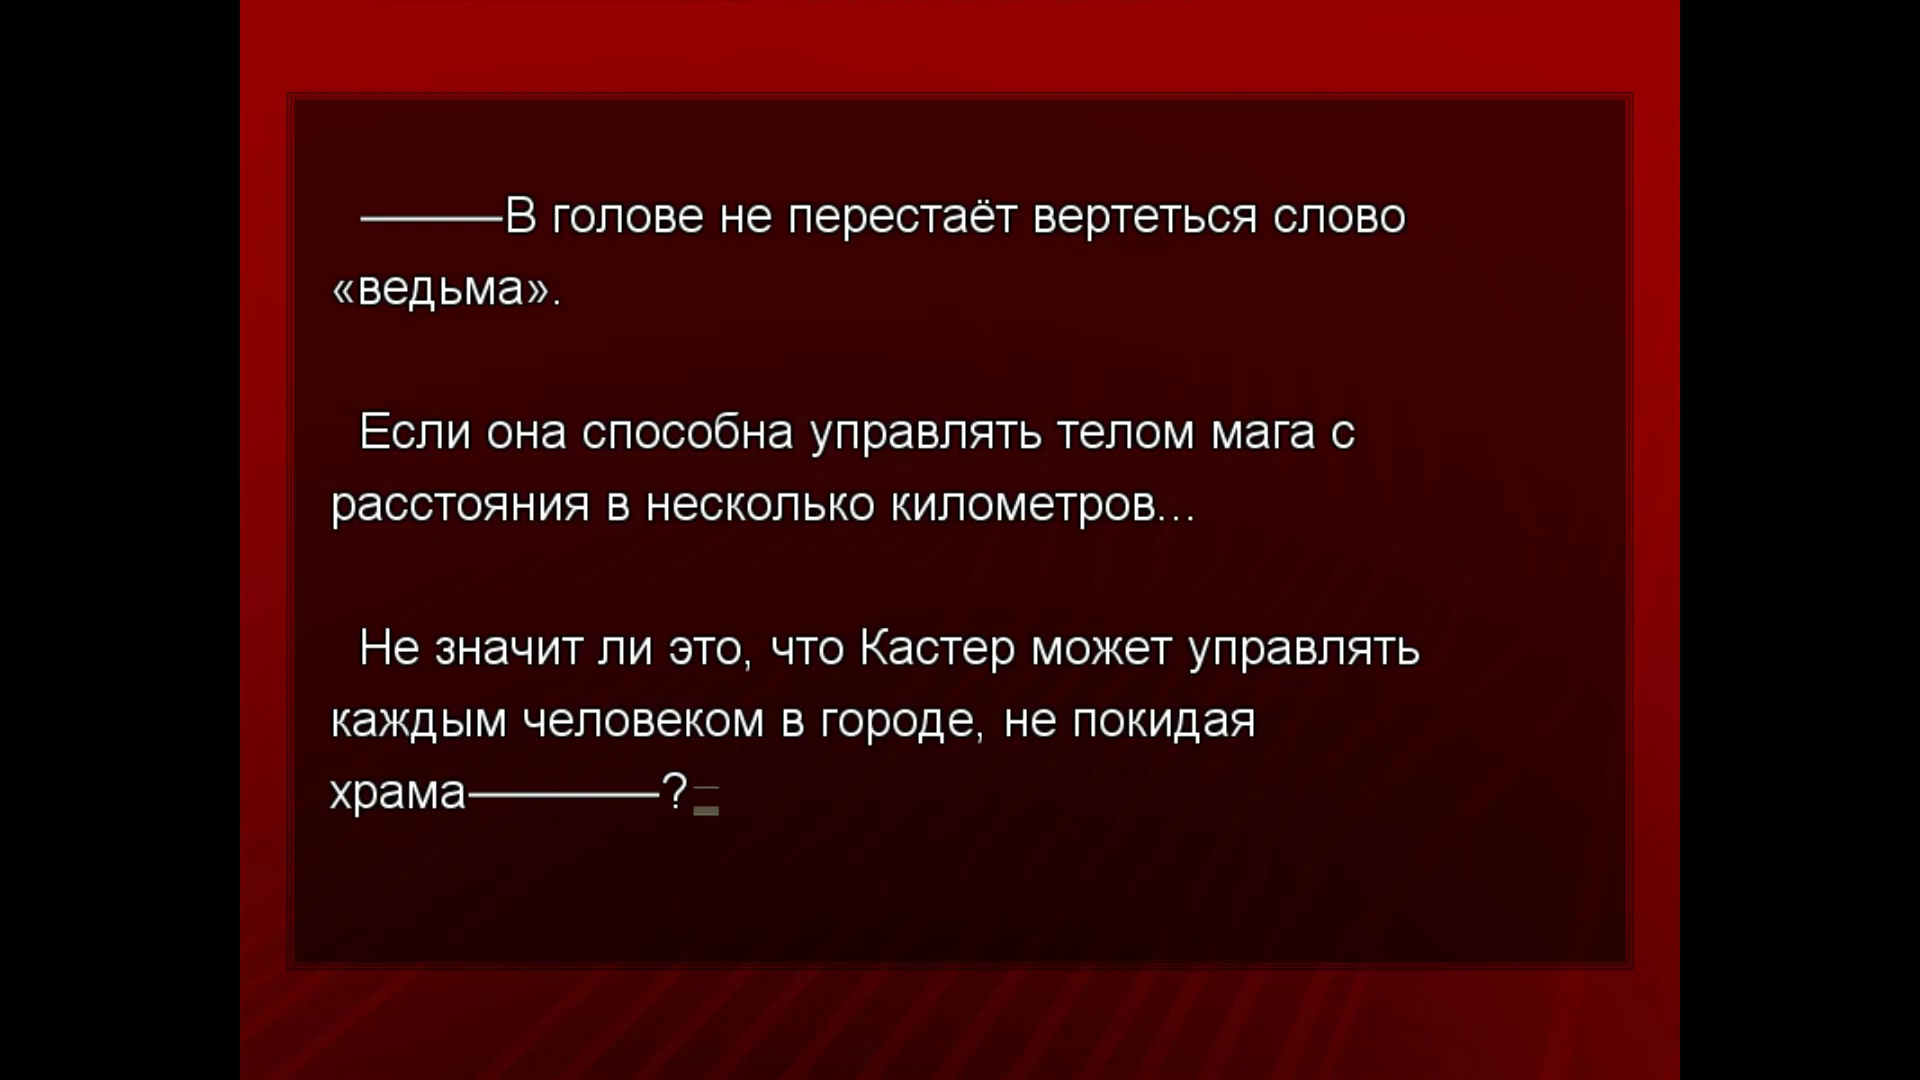 ———В голове не перестаёт вертеться слово
«ведьма».
Если она способна управлять телом мага с
расстояния в несколько километров...
Не значит ли это, что Кастер может управлять
каждым человеком в городе, не покидая
храма————?